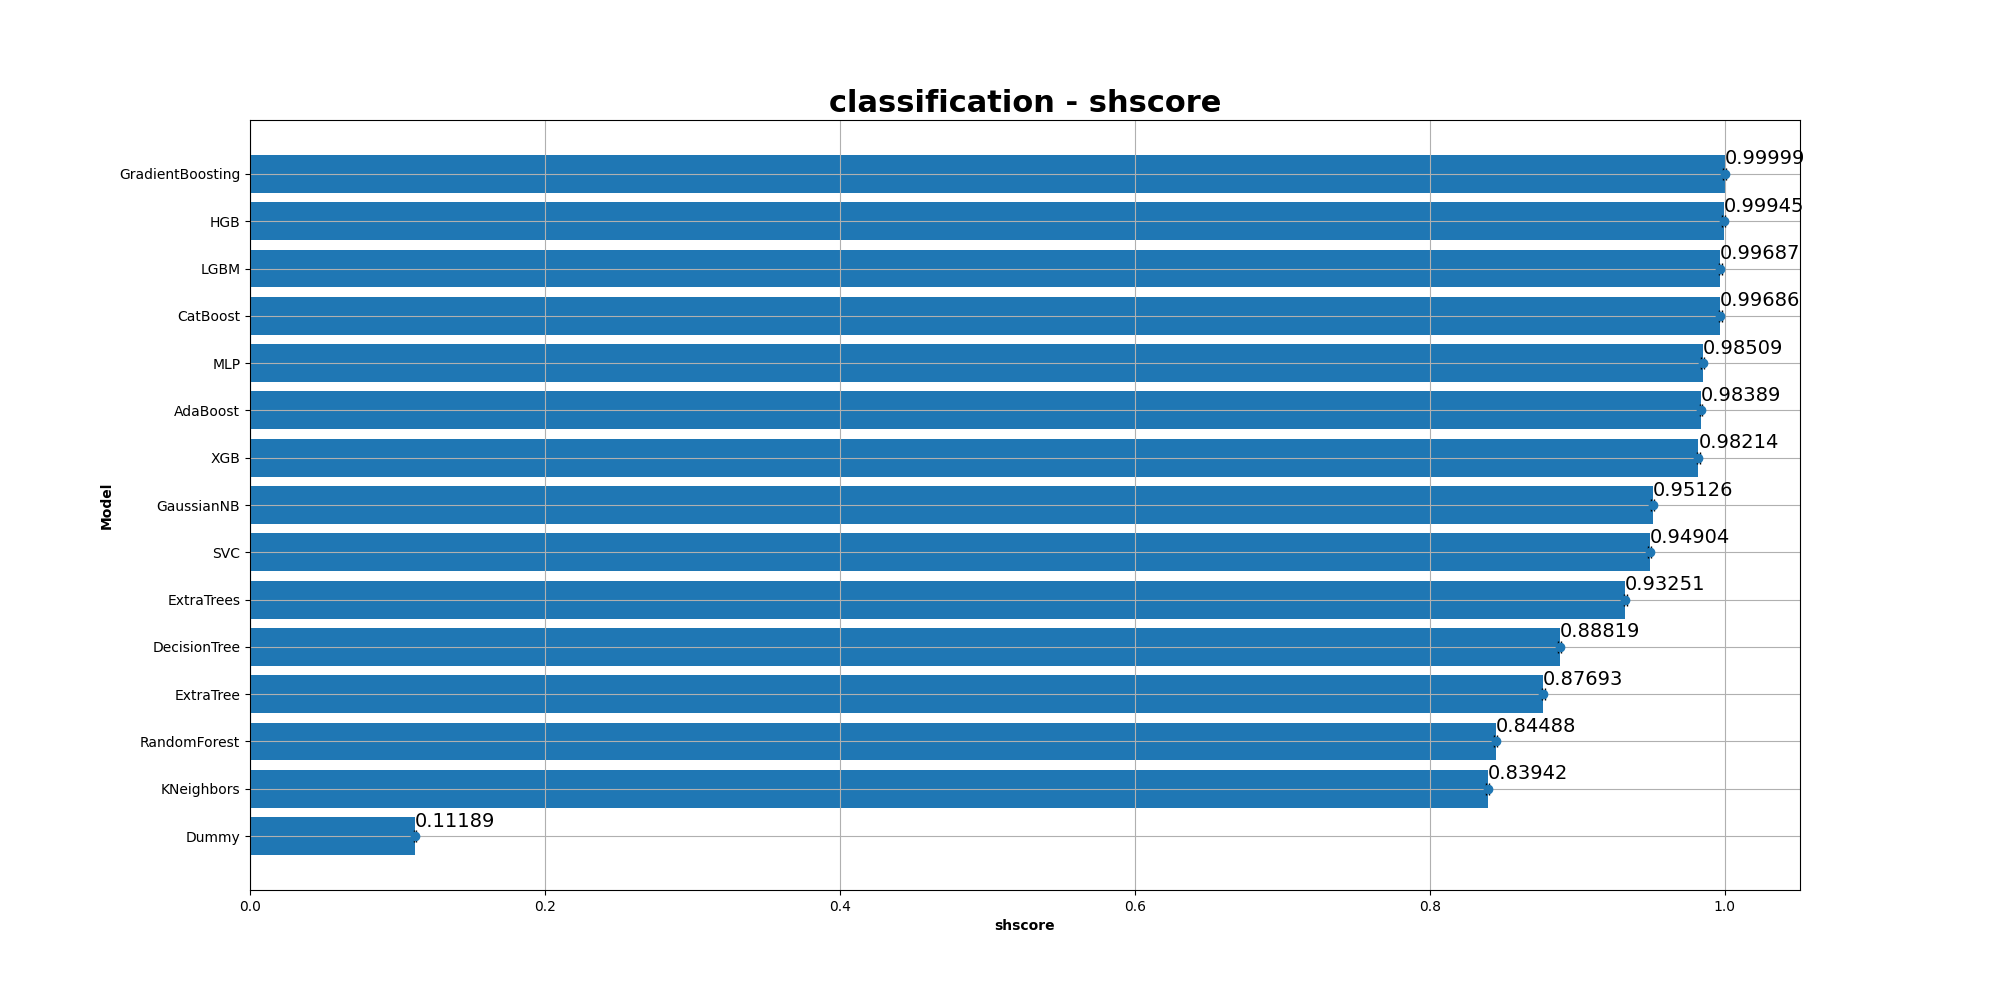 classification - shscore
GradientBoosting 0.99999
HGB 0.99945
LGBM 0.99687
CatBoost 0.99686
MLP 0.98509
AdaBoost 0.98389
XGB 0.98214
GaussianNB 0.95126
SVC 0.94904
ExtraTrees 0.93251
DecisionTree 0.88819
ExtraTree 0.87693
RandomForest 0.84488
KNeighbors 0.83942
Dummy 0.11189
Model
0.0 0.2 0.4 0.6 0.8 1.0
shscore